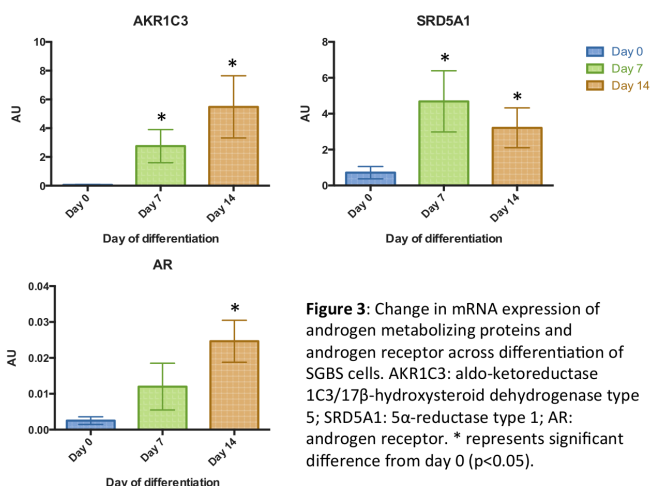 AKR1C3
10
8
6
4
2
0
AU
*
*
Day 0
Day 7
Day 14
Day of differentiation
SRD5A1
8
6
4
2
0
AU
*
*
Day 0
Day 7
Day 14
Day of differentiation
Day 0
Day 7
Day 14
AR
0.04
0.03
0.02
0.01
0.00
AU
*
Day 0
Day 7
Day 14
Day of differentiation
Figure 3: Change in mRNA expression of
androgen metabolizing proteins and
androgen receptor across differentiation of
SGBS cells. AKR1C3: aldo-ketoreductase
1C3/17β-hydroxysteroid dehydrogenase type
5; SRD5A1: 5α-reductase type 1; AR:
androgen receptor. * represents significant
difference from day 0 (p<0.05).